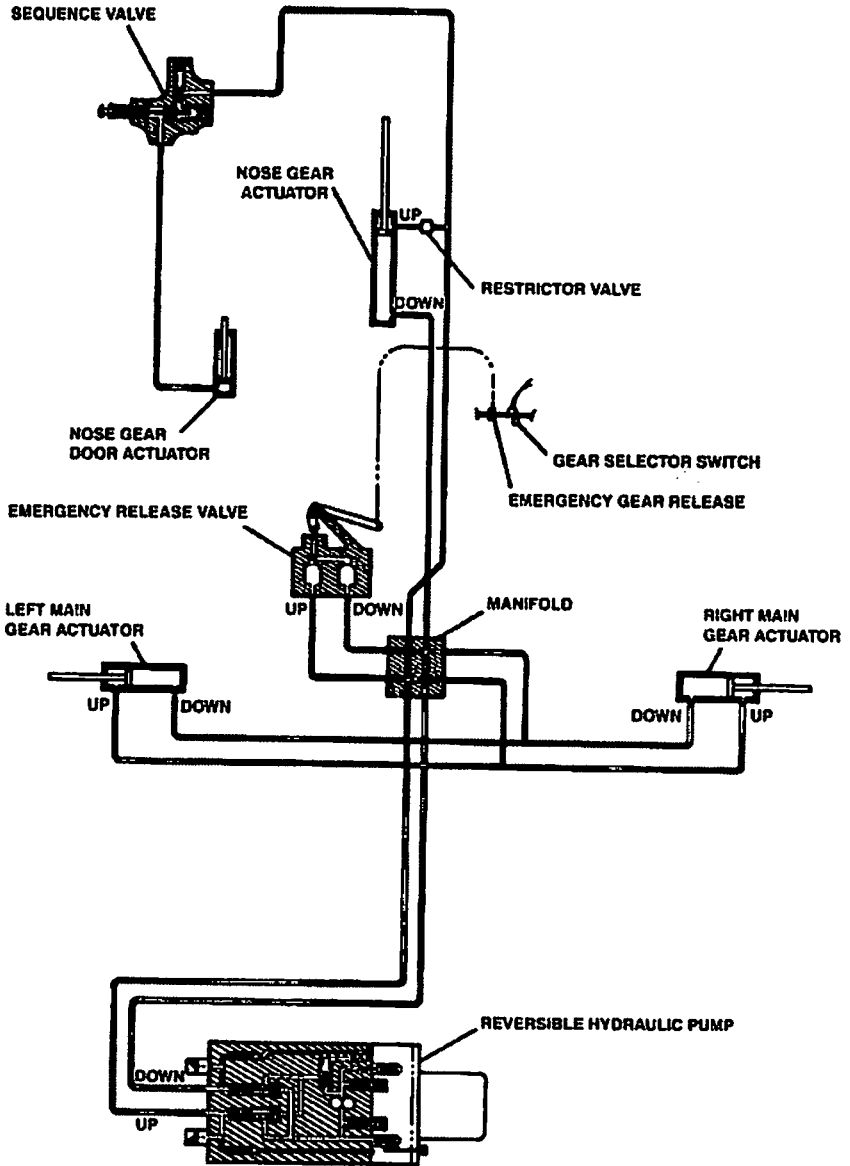 SEQUENCE VALVE
NOSE GEAR
ACTUATOR
UP
RESTRICTOR VALVE
DOWN
NOSE GEAR
DOOR ACTUATOR
GEAR SELECTOR SWITCH
EMERGENCY GEAR RELEASE
EMERGENCY RELEASE VALVE
UP
DOWN
MANIFOLD
LEFT MAIN
GEAR ACTUATOR
RIGHT MAIN
GEAR ACTUATOR
UP
DOWN
DOWN
UP
REVERSIBLE HYDRAULIC PUMP
DOWN
UP